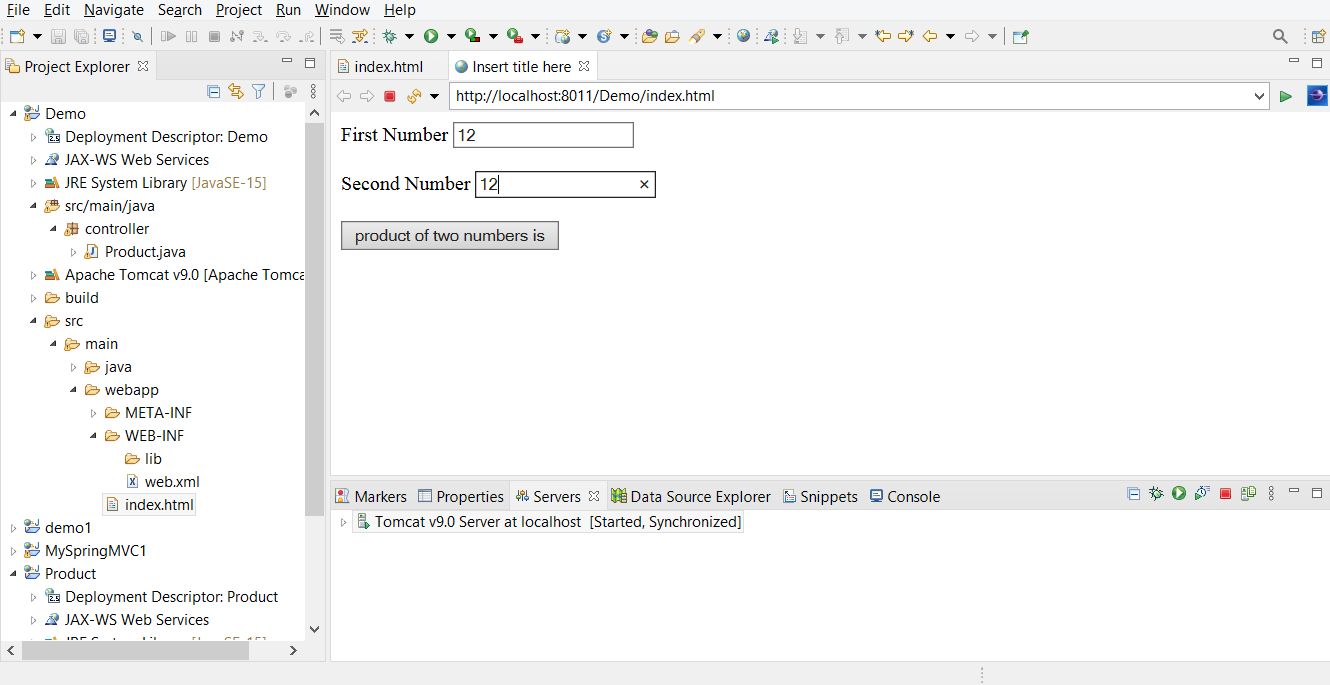 File Edit Navigate Search Project Run Window Help
Project Explorer
index.html
Insert title here
http://localhost:8011/Demo/index.html
Demo
Deployment Descriptor: Demo
JAX-WS Web Services
JRE System Library [JavaSE-15]
src/main/java
controller
Product.java
Apache Tomcat v9.0 [Apache Tomca
build
src
main
java
webapp
META-INF
WEB-INF
lib
web.xml
index.html
demo1
MySpringMVC1
Product
Deployment Descriptor: Product
JAX-WS Web Services
First Number 12
Second Number 12
product of two numbers is
Markers Properties Servers Data Source Explorer Snippets Console
Tomcat v9.0 Server at localhost [Started, Synchronized]